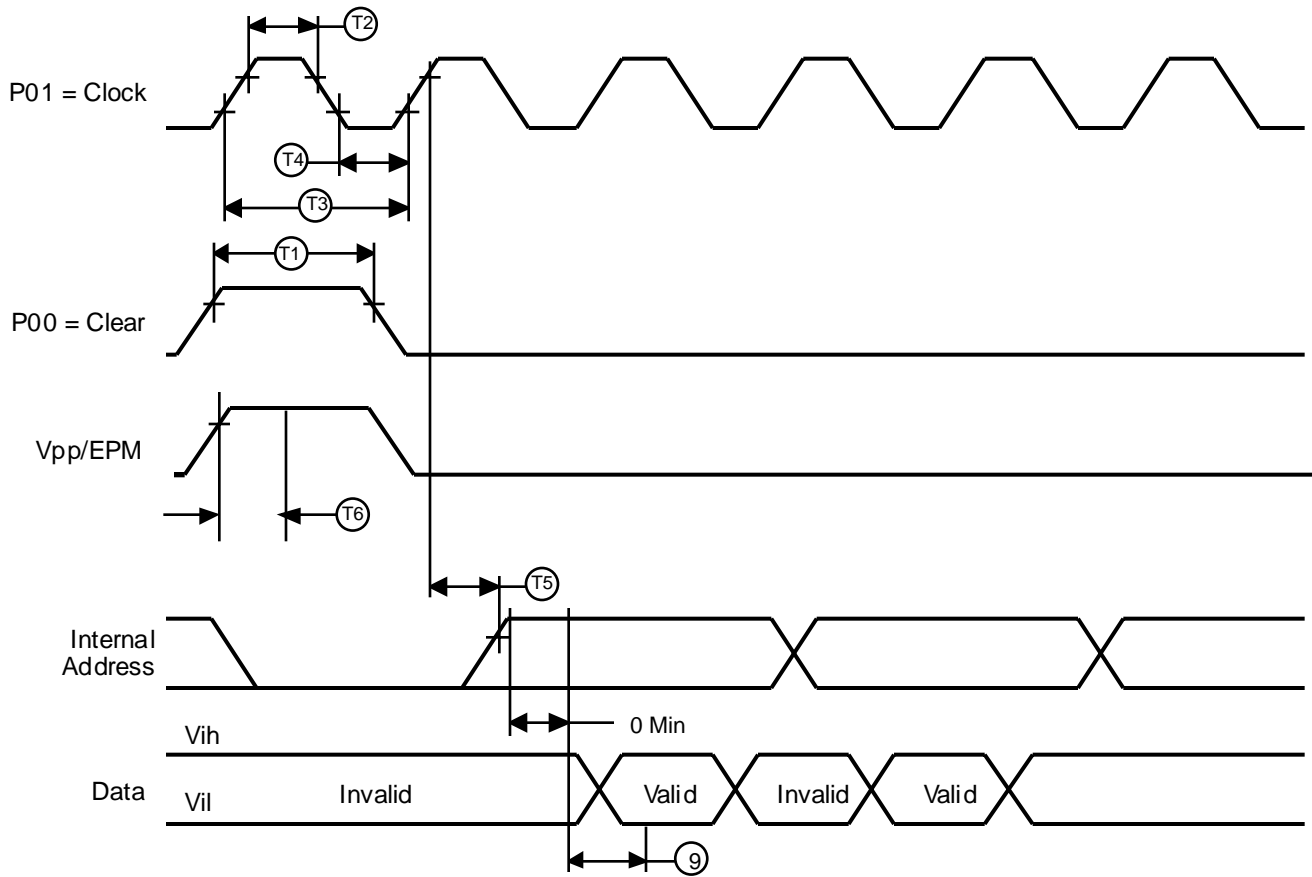 T2
P01 = Clock
T4
T3
T1
P00 = Clear
Vpp/EPM
T6
T5
Internal
Address
0 Min
Vih
Data
Vil
Invalid
Valid
Invalid
Valid
9